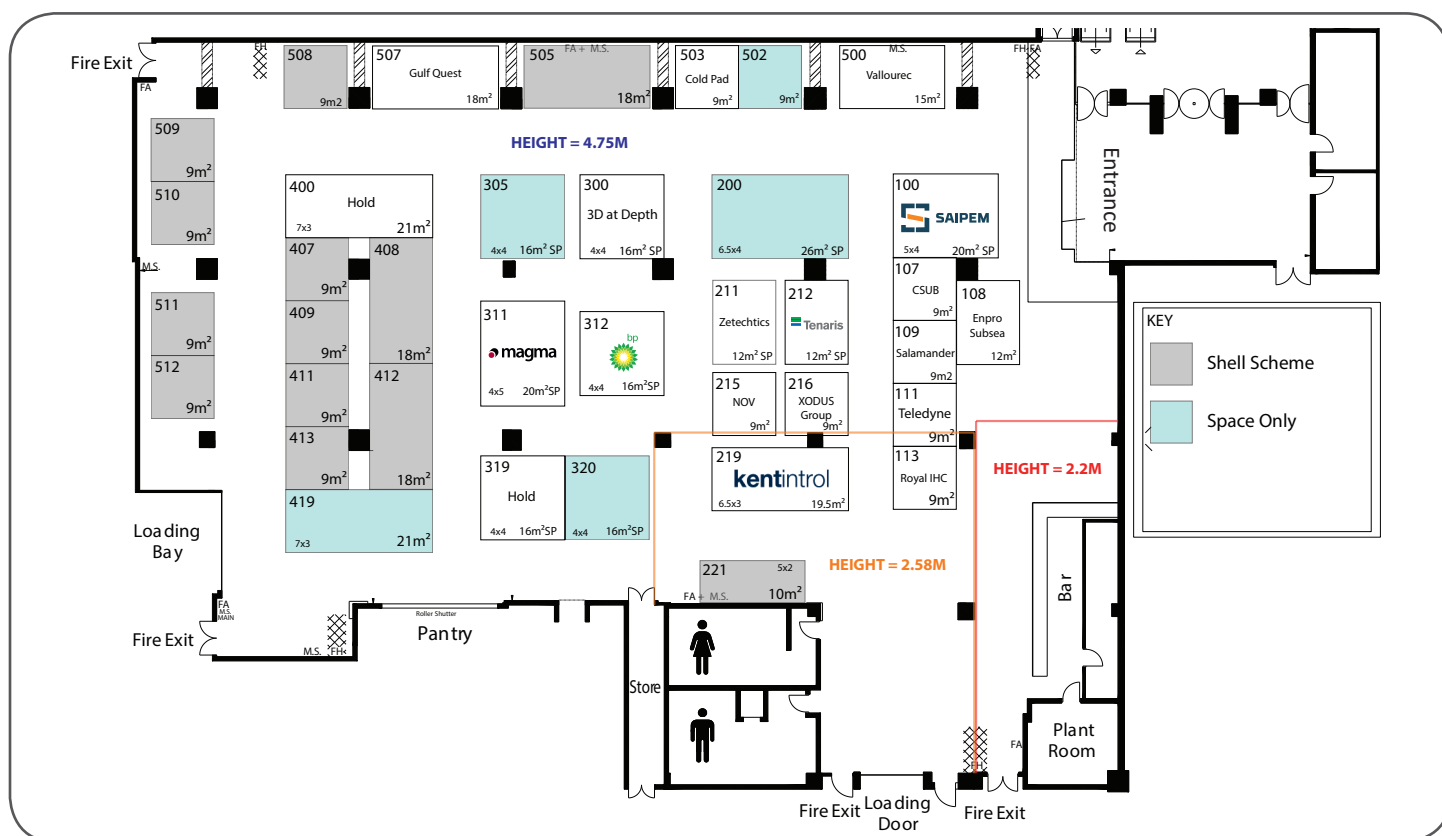 Fire Exit
FA
FH
508
9m2
507
Gulf Quest
18m²
505
FA + M.S.
18m²
503
Cold Pad
9m²
502
9m²
500
M.S.
Vallourec
15m²
FH FA
Entrance
HEIGHT = 4.75M
509
9m²
510
9m²
M.S.
511
9m²
512
9m²
400
Hold
7x3
21m²
407
9m²
408
18m²
409
9m²
411
9m²
412
18m²
413
9m²
419
7x3
21m²
305
4x4
16m² SP
300
3D at Depth
4x4
16m² SP
311
magma
4x5
20m²SP
312
bp
4x4
16m²SP
319
Hold
4x4
16m²SP
320
4x4
16m²SP
200
6.5x4
26m² SP
211
Zetechtics
12m² SP
212
Tenaris
12m² SP
215
NOV
9m²
216
XODUS
Group
9m²
219
kentintrol
6.5x3
19.5m²
221
5x2
10m²
FA + M.S.
100
SAIPEM
5x4
20m² SP
107
CSUB
9m²
108
Enpro
Subsea
12m²
109
Salamander
9m2
111
Teledyne
9m²
113
Royal IHC
9m²
HEIGHT = 2.2M
HEIGHT = 2.58M
KEY
Shell Scheme
Space Only
Loading
Bay
FA
M.S.
MAIN
Fire Exit
M.S.
FH
Roller Shutter
Pantry
Store
Bar
Plant
Room
FA
FH
Fire Exit
Loading
Door
Fire Exit